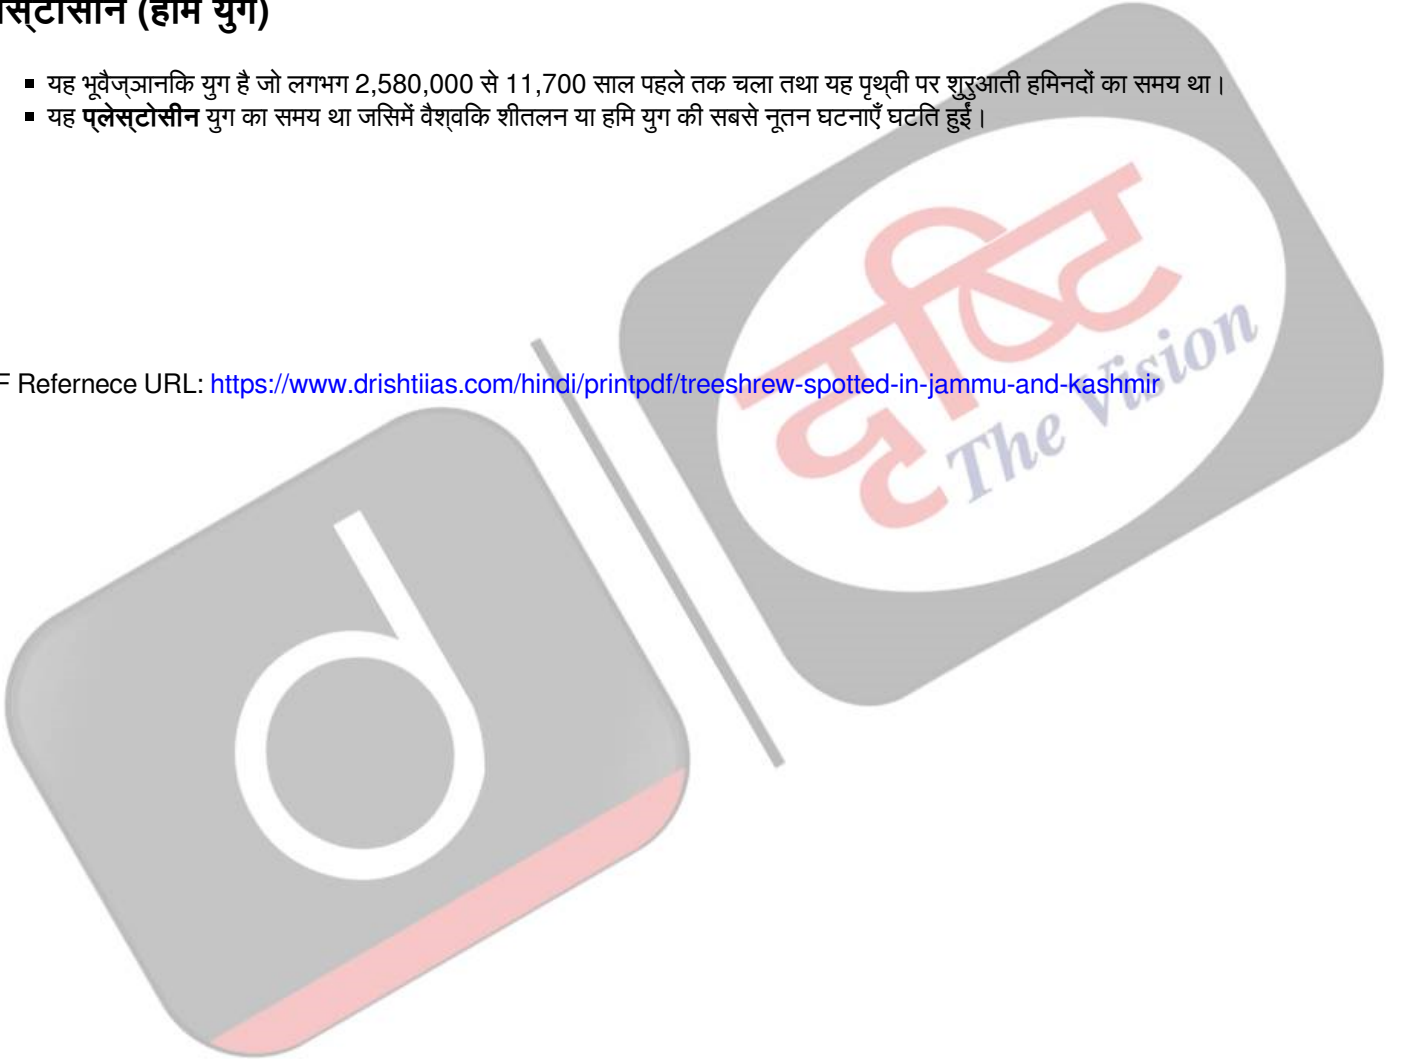 स्टोसीन (हिम युग)
यह भूवैज्ञानिक युग है जो लगभग 2,580,000 से 11,700 साल पहले तक चला तथा यह पृथ्वी पर शुरुआती हिमनदों का समय था।
यह प्लेस्टोसीन युग का समय था जिसमें वैश्विक शीतलन या हिम युग की सबसे नूतन घटनाएँ घटित हुईं।
दृष्टि
The Vision
F Refernece URL: https://www.drishtiias.com/hindi/printpdf/treeshrew-spotted-in-jammu-and-kashmir
d